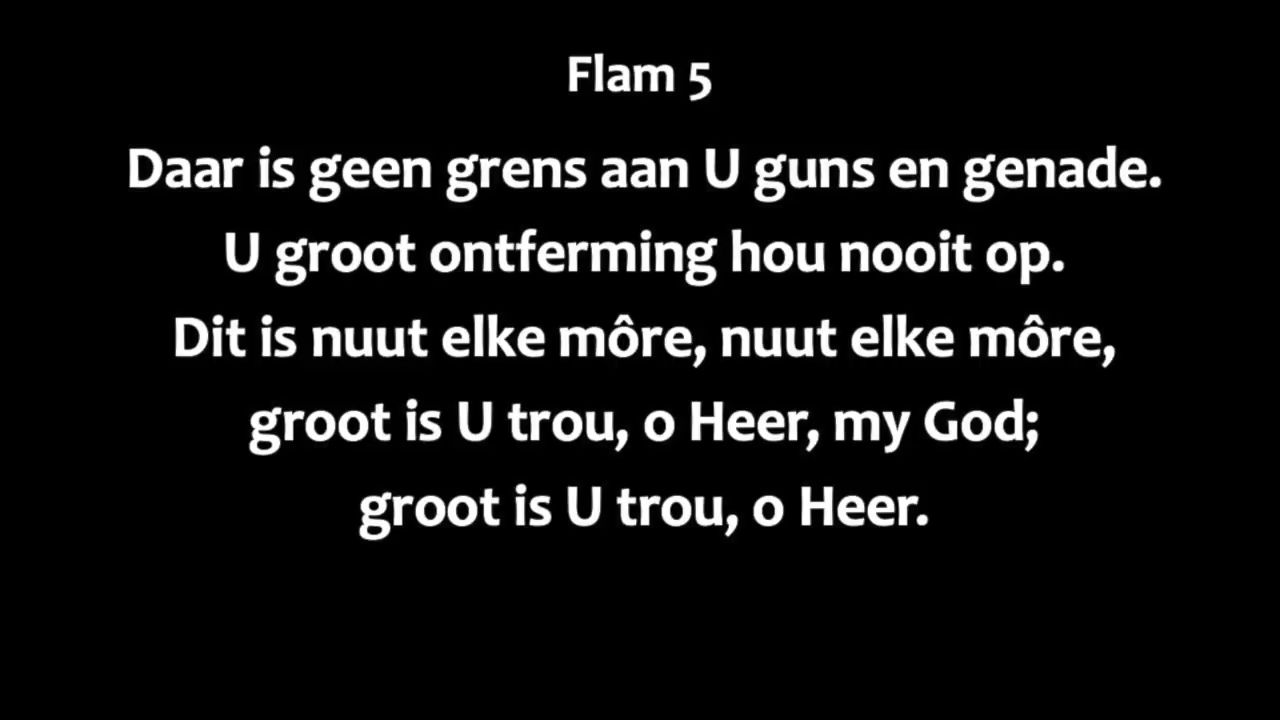 Flam 5
Daar is geen grens aan U guns en genade.
U groot ontferming hou nooit op.
Dit is nuut elke môre, nuut elke môre,
groot is U trou, o Heer, my God;
groot is U trou, o Heer.